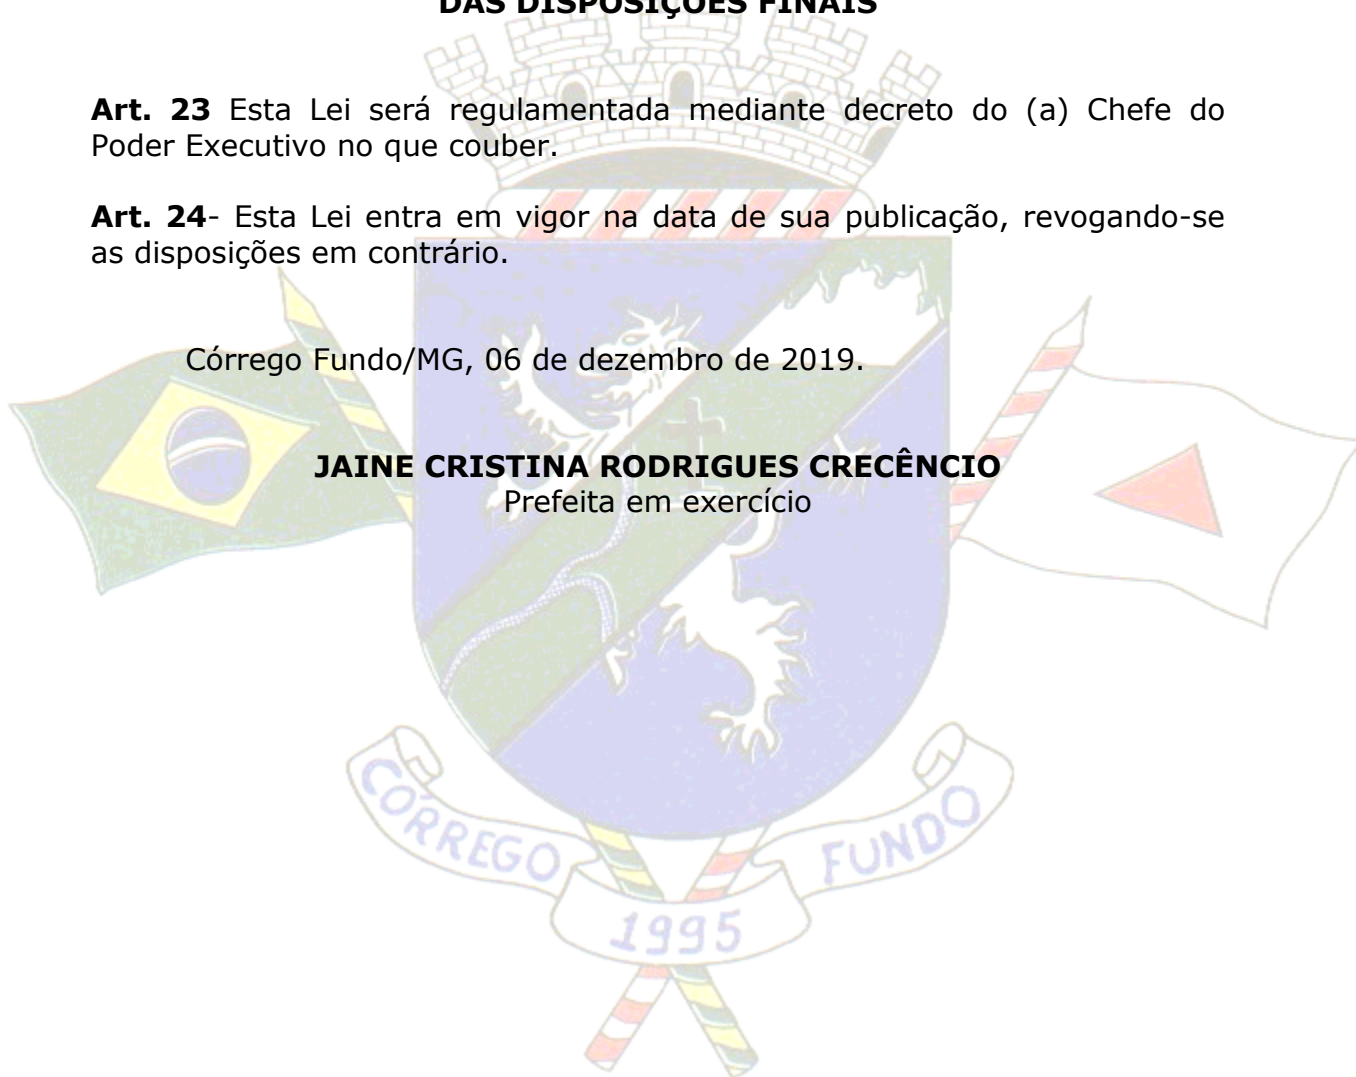 DAS DISPOSIÇÕES FINAIS
Art. 23 Esta Lei será regulamentada mediante decreto do (a) Chefe do
Poder Executivo no que couber.
Art. 24- Esta Lei entra em vigor na data de sua publicação, revogando-se
as disposições em contrário.
Córrego Fundo/MG, 06 de dezembro de 2019.
JAINE CRISTINA RODRIGUES CRECÊNCIO
Prefeita em exercício
CÓRREGO FUNDO
1995